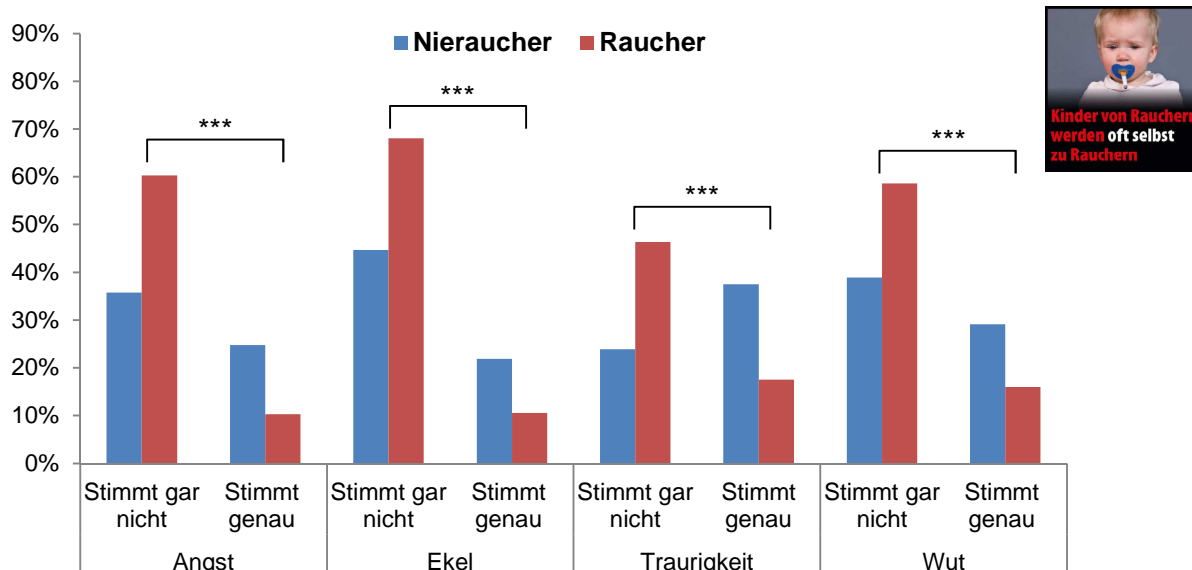 90%
80%
70%
60%
50%
40%
30%
20%
10%
0%
Nieraucher Raucher
***
***
***
***
Stimmt gar nicht
Stimmt genau
Stimmt gar nicht
Stimmt genau
Stimmt gar nicht
Stimmt genau
Stimmt gar nicht
Stimmt genau
Angst Ekel Traurigkeit Wut
Kinder von Rauchern
werden oft selbst
zu Rauchern